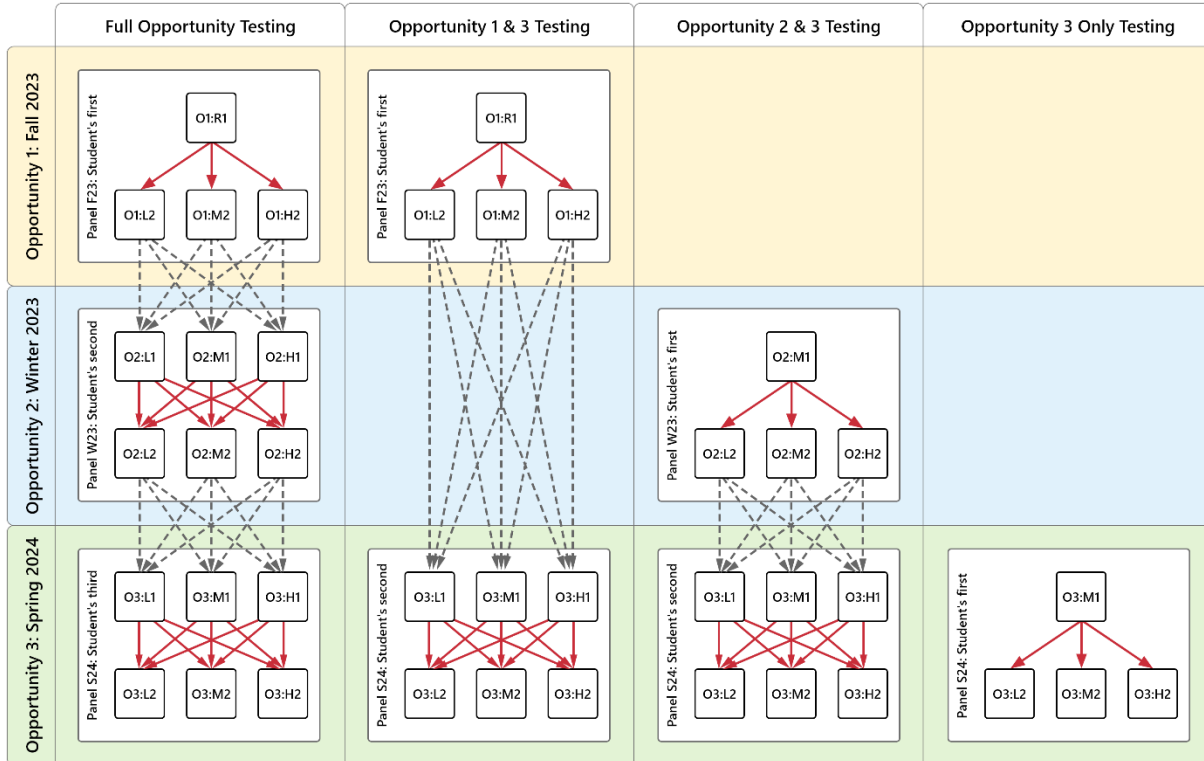 Full Opportunity Testing
Opportunity 1 & 3 Testing
Opportunity 2 & 3 Testing
Opportunity 3 Only Testing
Opportunity 1: Fall 2023
Panel F23: Student's first
O1:R1
O1:L2
O1:M2
O1:H2
Panel F23: Student's first
O1:R1
O1:L2
O1:M2
O1:H2
Opportunity 2: Winter 2023
Panel W23: Student's second
O2:L1
O2:M1
O2:H1
O2:L2
O2:M2
O2:H2
Panel W23: Student's first
O2:M1
O2:L2
O2:M2
O2:H2
Opportunity 3: Spring 2024
Panel S24: Student's third
O3:L1
O3:M1
O3:H1
O3:L2
O3:M2
O3:H2
Panel S24: Student's second
O3:L1
O3:M1
O3:H1
O3:L2
O3:M2
O3:H2
Panel S24: Student's second
O3:L1
O3:M1
O3:H1
O3:L2
O3:M2
O3:H2
Panel S24: Student's first
O3:M1
O3:L2
O3:M2
O3:H2